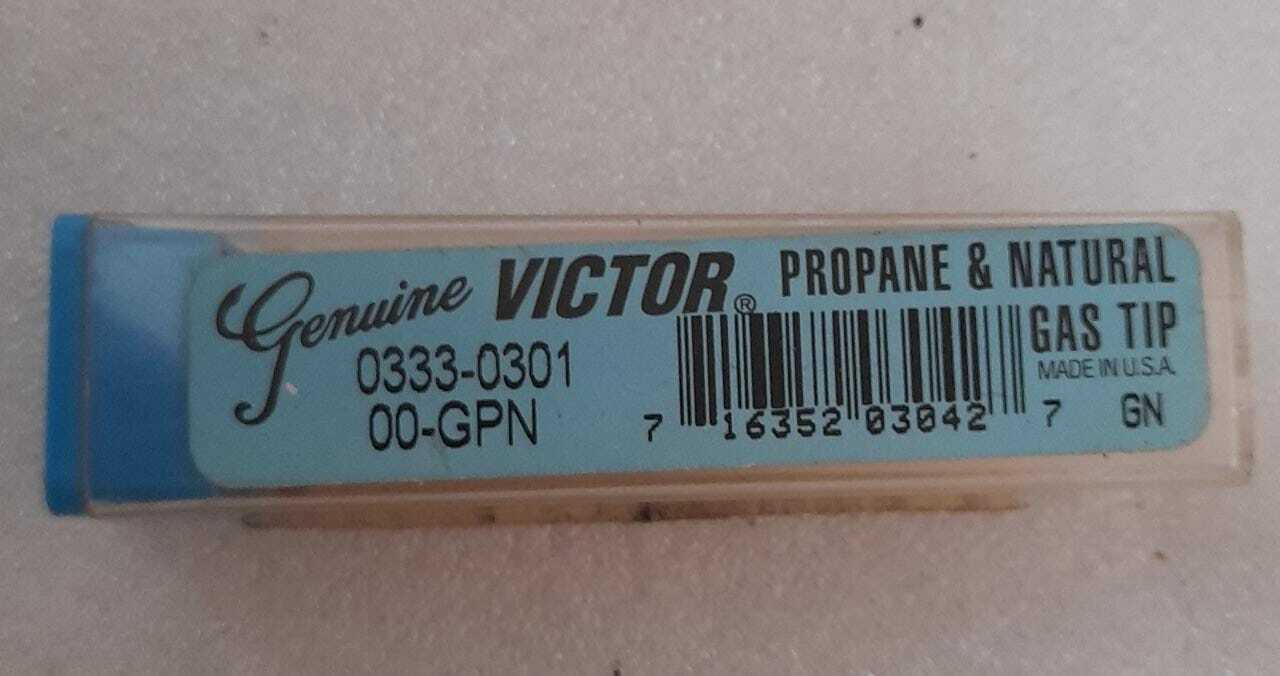 Genuine VICTOR® PROPANE & NATURAL
GAS TIP
MADE IN U.S.A.
0333-0301
00-GPN
7 16352 03042 7 GN